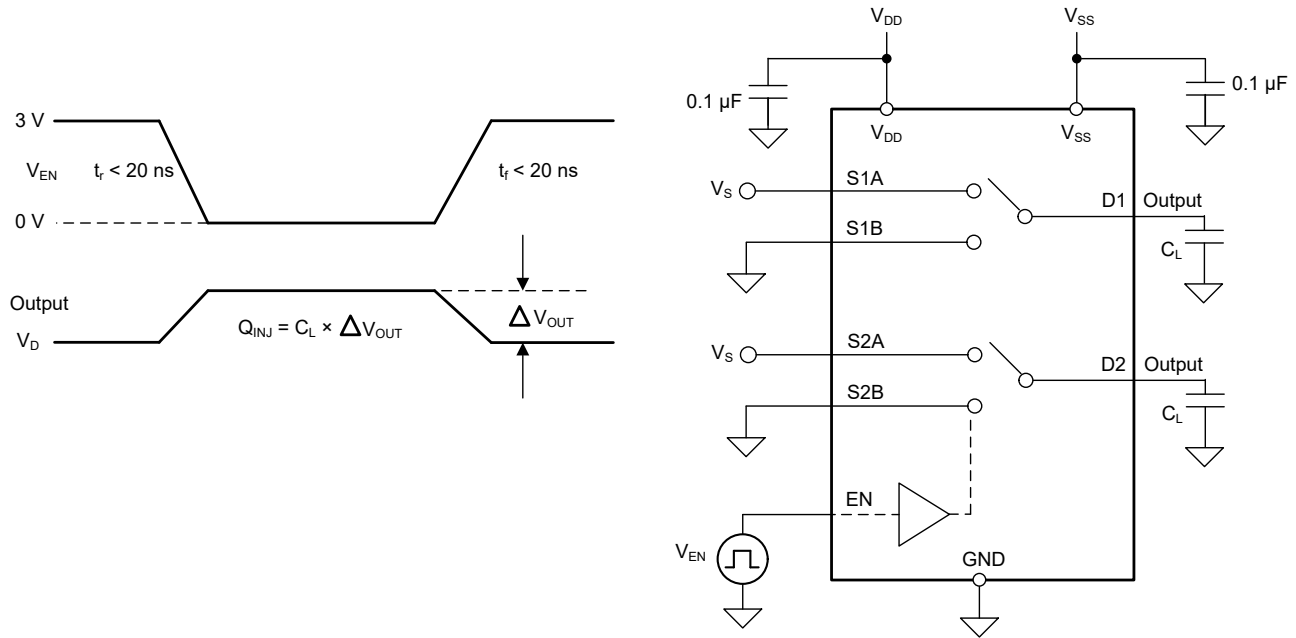 3 V
V_EN
t_r < 20 ns
t_f < 20 ns
0 V
Output
V_D
Q_INJ = C_L × Δ V_OUT
Δ V_OUT
V_DD
V_SS
0.1 µF
0.1 µF
V_DD
V_SS
V_S
S1A
D1
Output
S1B
C_L
V_S
S2A
D2
Output
S2B
C_L
EN
V_EN
GND